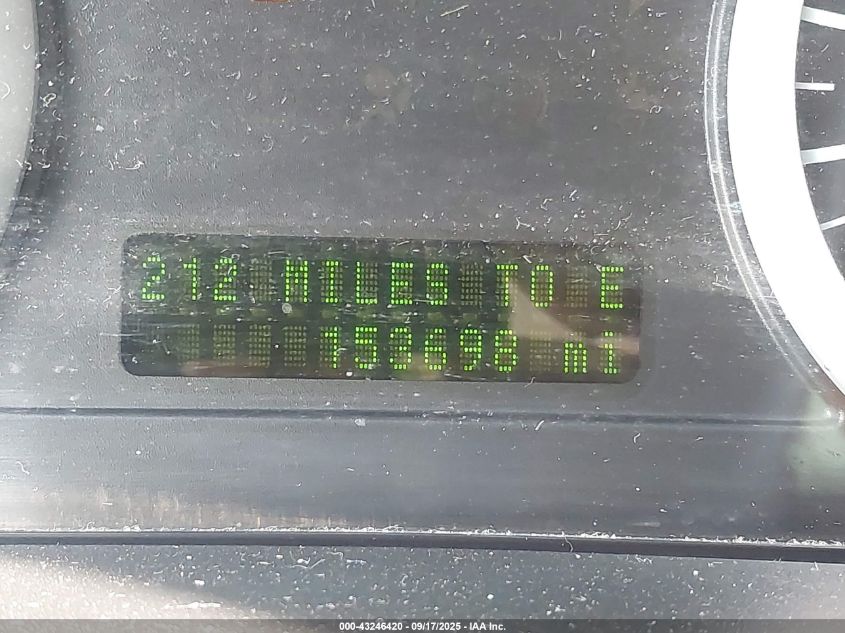 212 MILES TO E
153698 mi
000-43246420 - 09/17/2025 - IAA Inc.